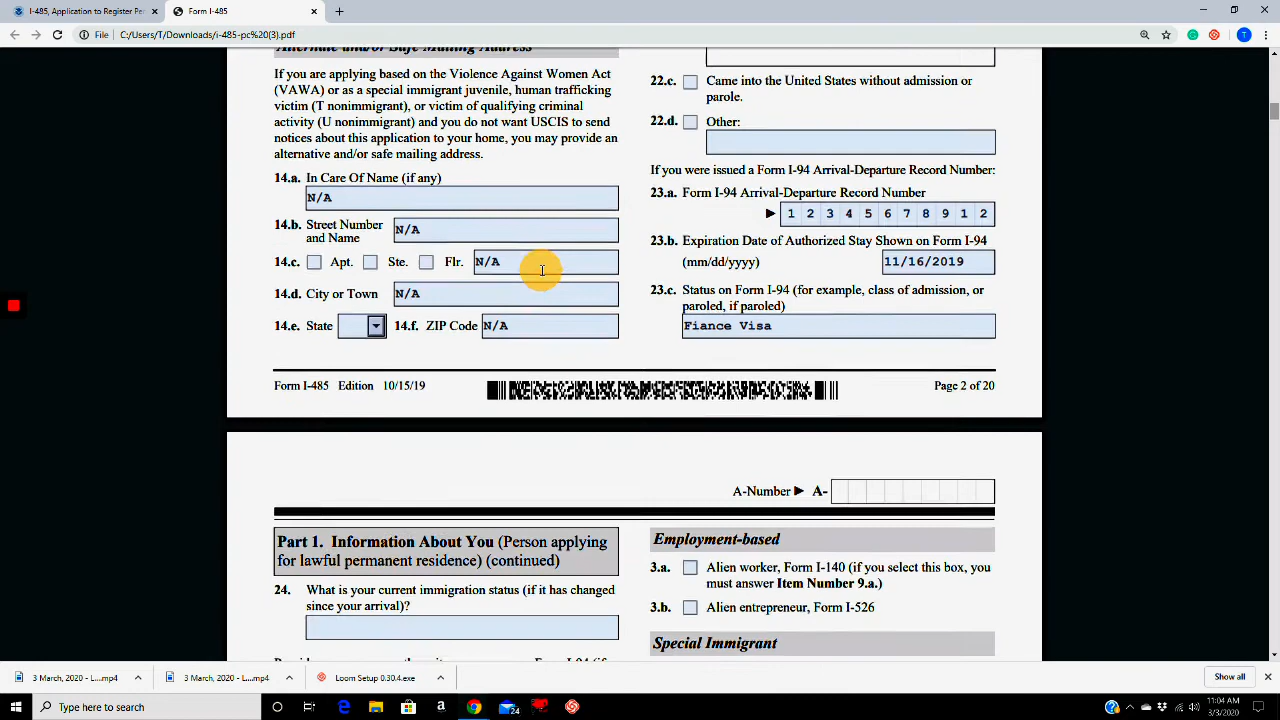 I-485, Application to Register Per
Form I-485
File
C:/Users/T/Downloads/i-485-pc%20(3).pdf
T
Alternate and/or Safe Mailing Address
If you are applying based on the Violence Against Women Act
(VAWA) or as a special immigrant juvenile, human trafficking
victim (T nonimmigrant), or victim of qualifying criminal
activity (U nonimmigrant) and you do not want USCIS to send
notices about this application to your home, you may provide an
alternative and/or safe mailing address.
14.a. In Care Of Name (if any)
N/A
14.b. Street Number
and Name
N/A
14.c. Apt. Ste. Flr. N/A
14.d. City or Town N/A
14.e. State 14.f. ZIP Code N/A
22.c. Came into the United States without admission or
parole.
22.d. Other:
If you were issued a Form I-94 Arrival-Departure Record Number:
23.a. Form I-94 Arrival-Departure Record Number
1 2 3 4 5 6 7 8 9 1 2
23.b. Expiration Date of Authorized Stay Shown on Form I-94
(mm/dd/yyyy) 11/16/2019
23.c. Status on Form I-94 (for example, class of admission, or
parole, if paroled)
Fiance Visa
Form I-485 Edition 10/15/19
Page 2 of 20
A-Number A-
Part 1. Information About You (Person applying
for lawful permanent residence) (continued)
24. What is your current immigration status (if it has changed
since your arrival)?
Employment-based
3.a. Alien worker, Form I-140 (if you select this box, you
must answer Item Number 9.a.)
3.b. Alien entrepreneur, Form I-526
Special Immigrant
3 March, 2020 - L....mp4
3 March, 2020 - L....mp4
Loom Setup 0.30.4.exe
Show all
Type here to search
a
24
11:04 AM
3/3/2020